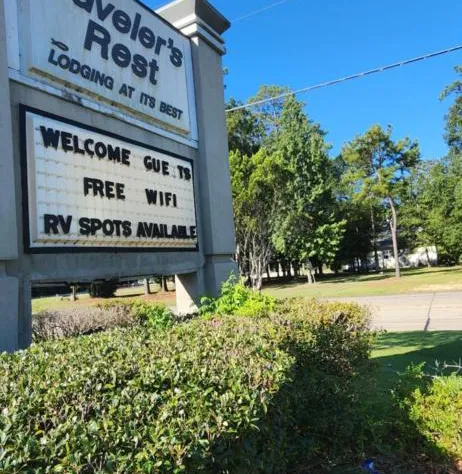 aveler's
Rest
LODGING AT ITS BEST
WELCOME GUE TS
FREE WIFI
RV SPOTS AVAILABLE